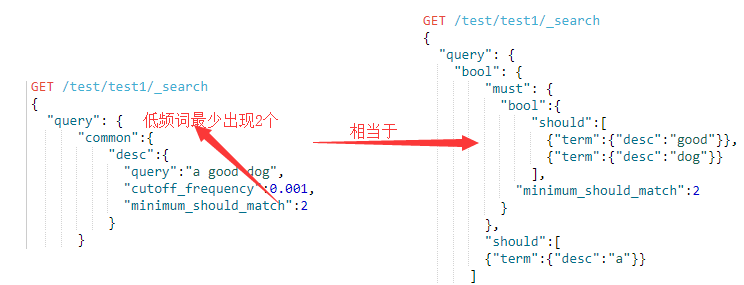 GET /test/test1/_search
{
"query": {
低频词最少出现2个
"common":{
"desc":{
"query":"a good dog",
"cutoff_frequency":0.001,
"minimum_should_match":2
}
}
相当于
GET /test/test1/_search
{
"query": {
"bool": {
"must": {
"bool":{
"should":[
{"term":{"desc":"good"}},
{"term":{"desc":"dog"}}
],
"minimum_should_match":2
}
},
"should":[
{"term":{"desc":"a"}}
]